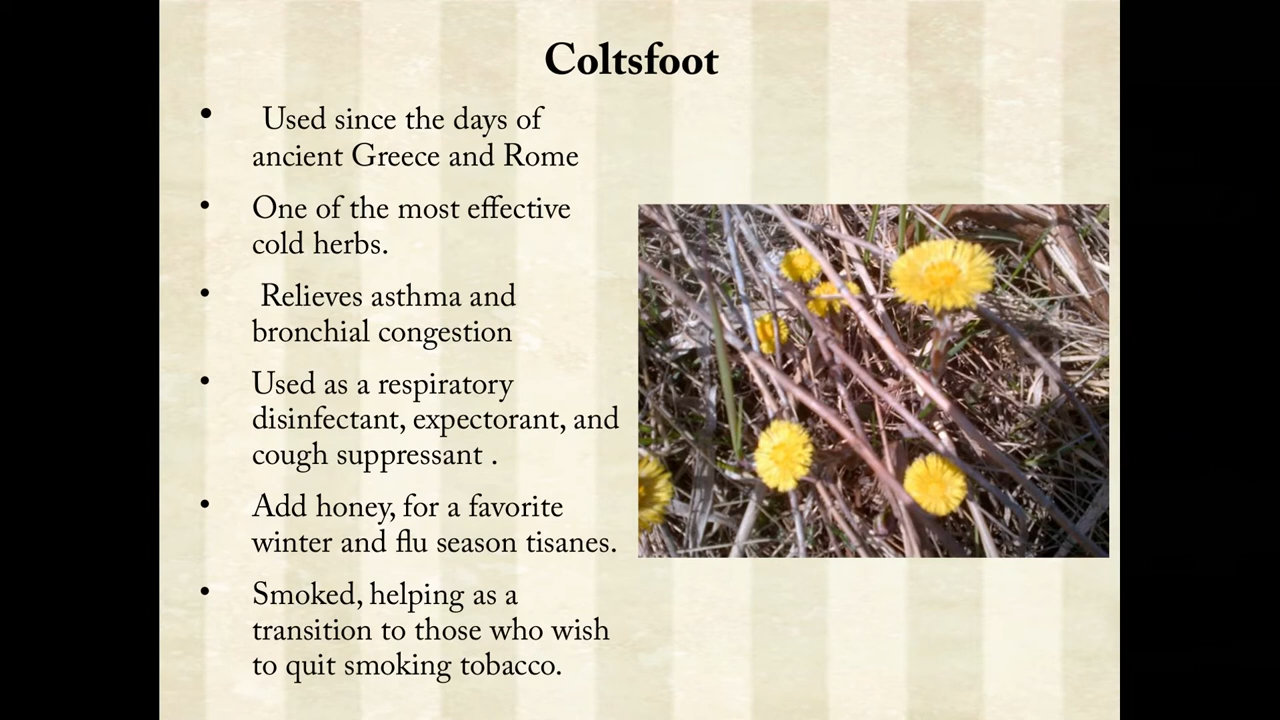 Coltsfoot
• Used since the days of
ancient Greece and Rome
• One of the most effective
cold herbs.
• Relieves asthma and
bronchial congestion
• Used as a respiratory
disinfectant, expectorant, and
cough suppressant .
• Add honey, for a favorite
winter and flu season tisanes.
• Smoked, helping as a
transition to those who wish
to quit smoking tobacco.